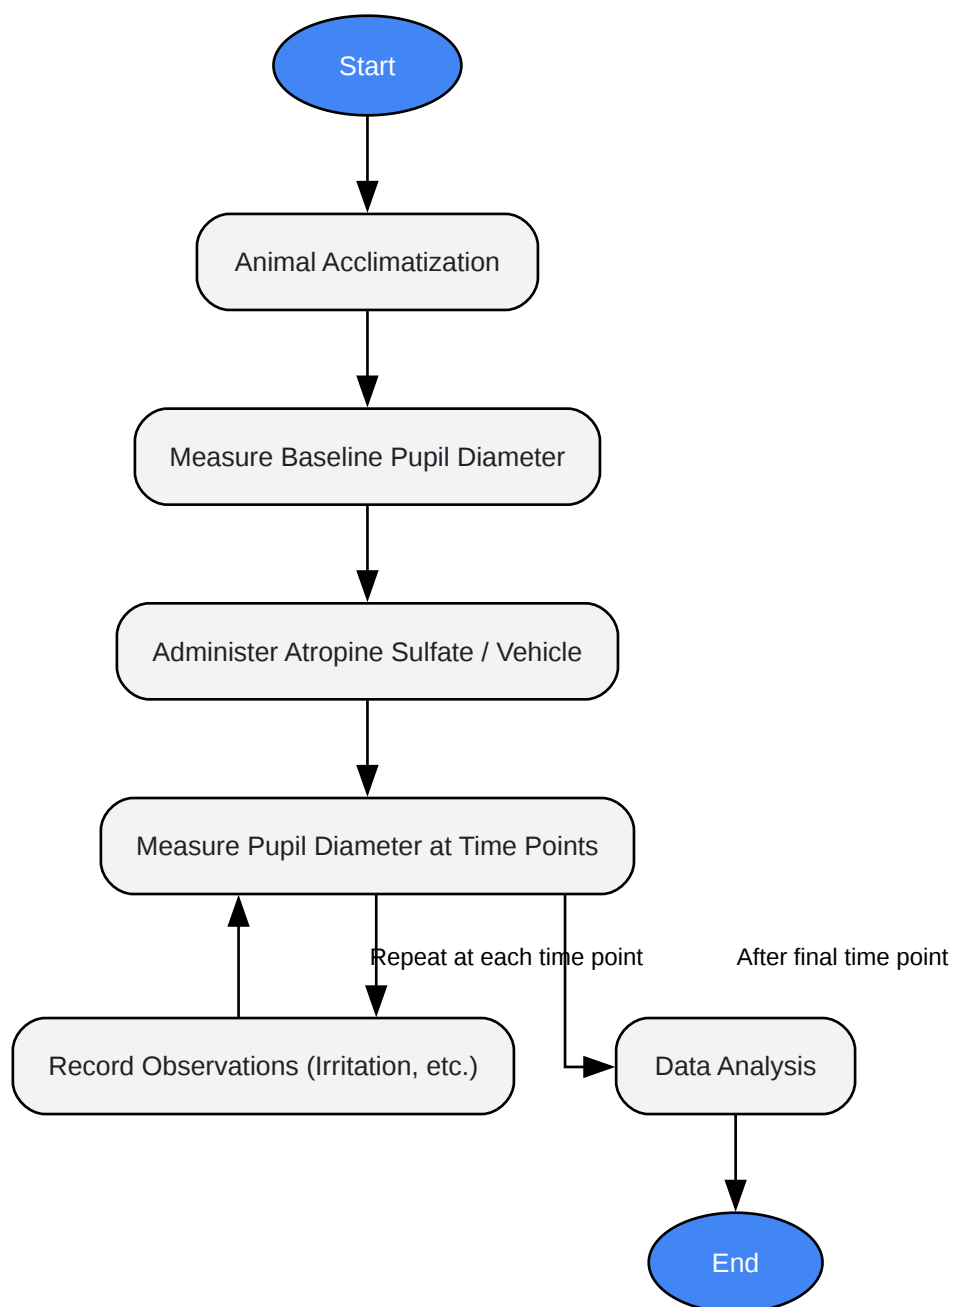 Start
Animal Acclimatization
Measure Baseline Pupil Diameter
Administer Atropine Sulfate / Vehicle
Measure Pupil Diameter at Time Points
Repeat at each time point
After final time point
Record Observations (Irritation, etc.)
Data Analysis
End